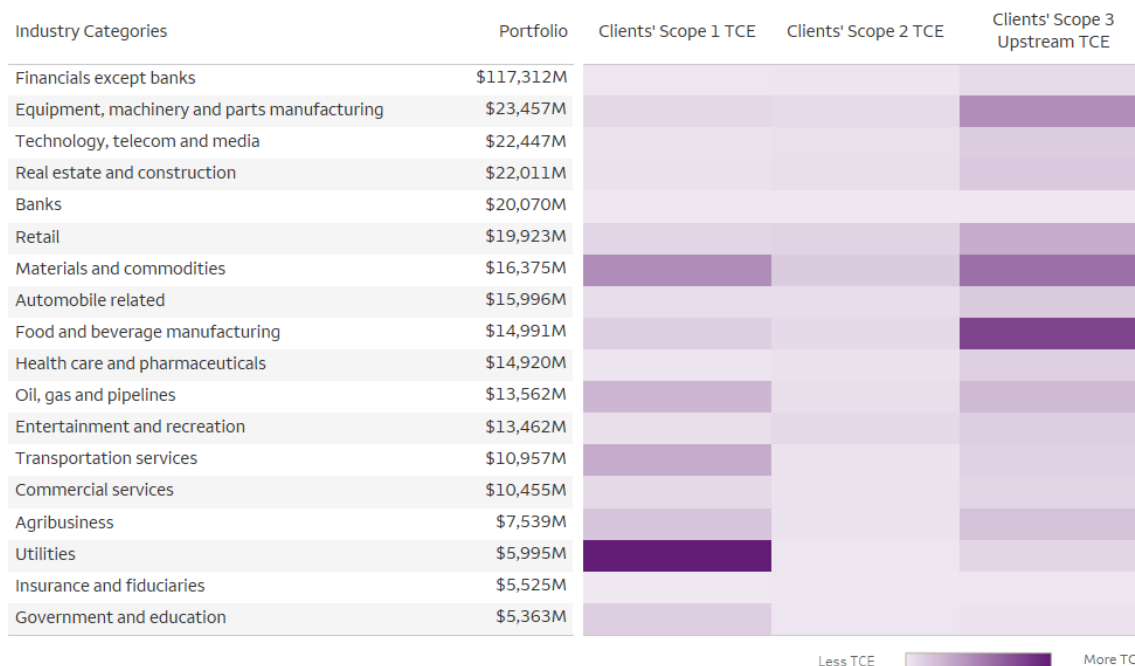 Industry Categories Portfolio Clients' Scope 1 TCE Clients' Scope 2 TCE Clients' Scope 3 Upstream TCE
Financials except banks $117,312M
Equipment, machinery and parts manufacturing $23,457M
Technology, telecom and media $22,447M
Real estate and construction $22,011M
Banks $20,070M
Retail $19,923M
Materials and commodities $16,375M
Automobile related $15,996M
Food and beverage manufacturing $14,991M
Health care and pharmaceuticals $14,920M
Oil, gas and pipelines $13,562M
Entertainment and recreation $13,462M
Transportation services $10,957M
Commercial services $10,455M
Agribusiness $7,539M
Utilities $5,995M
Insurance and fiduciaries $5,525M
Government and education $5,363M
Less TCE More TC